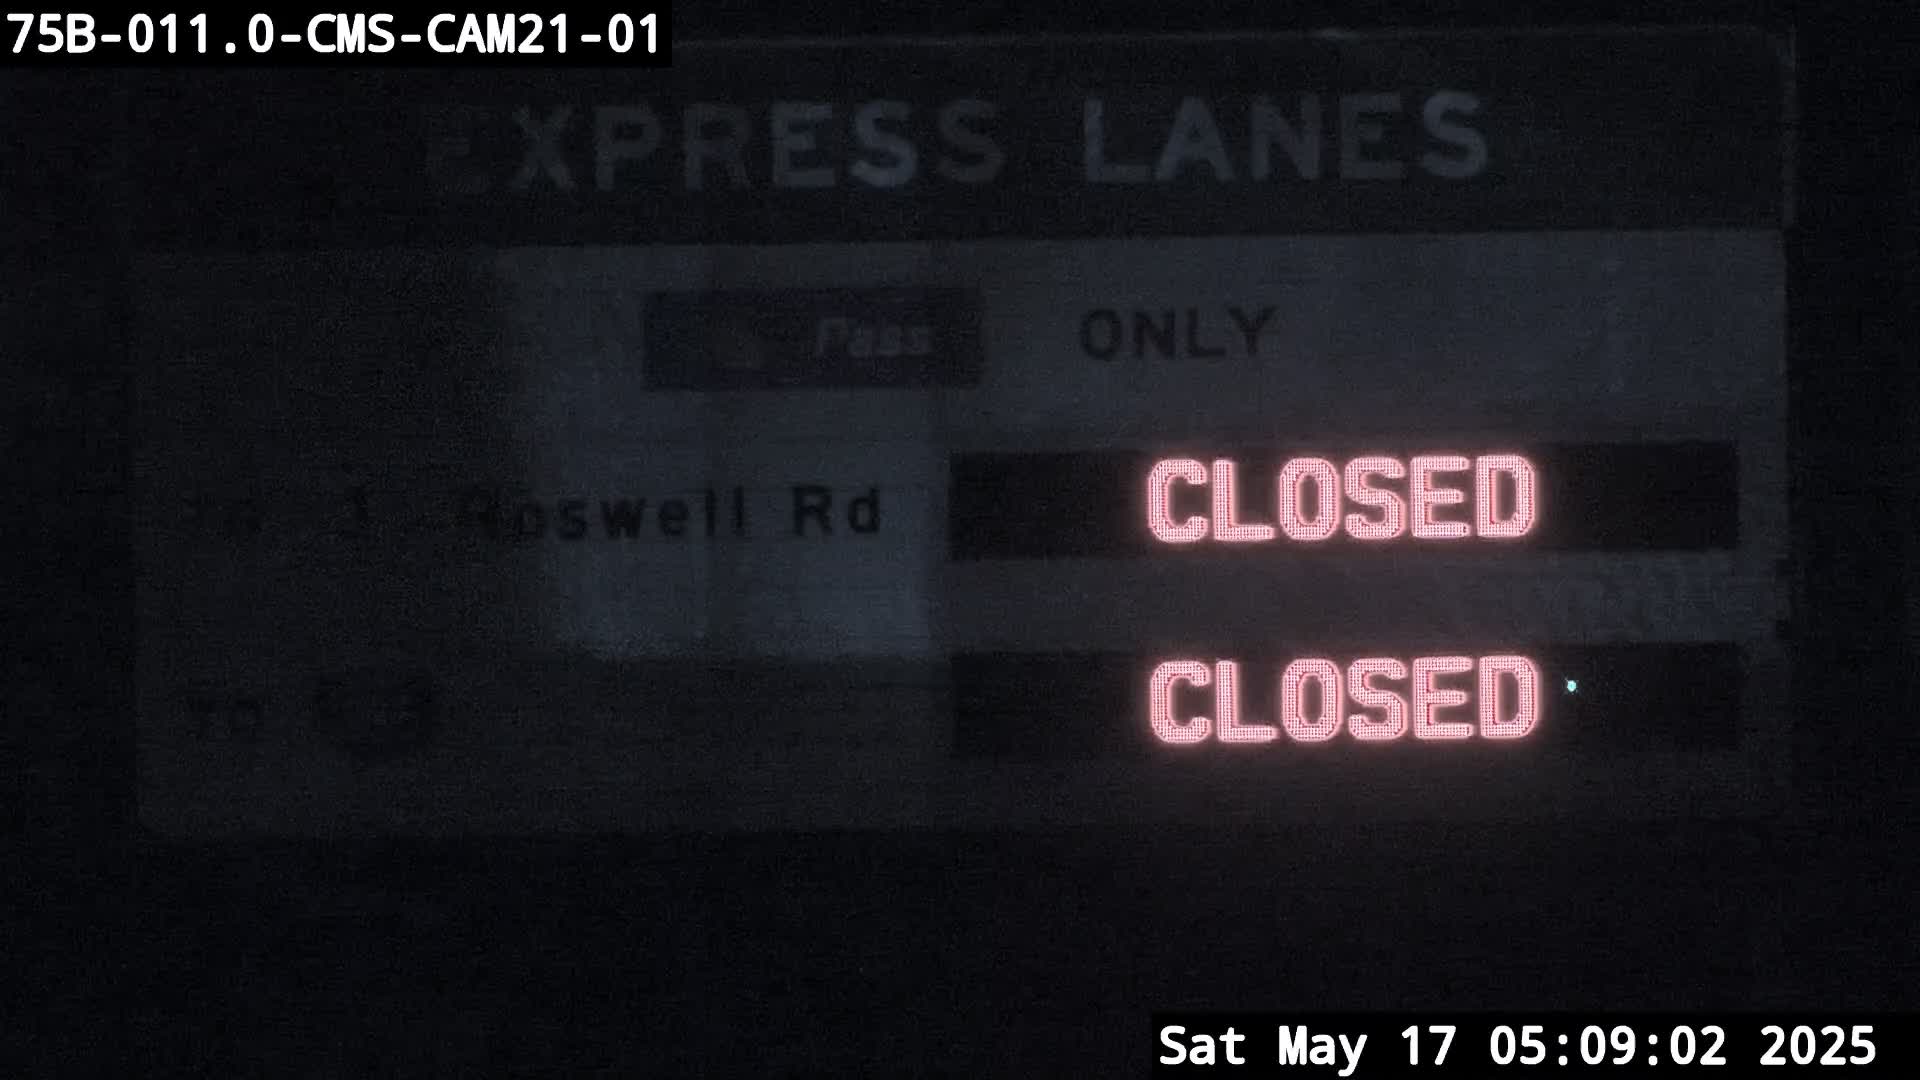 75B-011.0-CMS-CAM21-01
EXPRESS LANES
Pass ONLY
Roswell Rd CLOSED
CLOSED
Sat May 17 05:09:02 2025